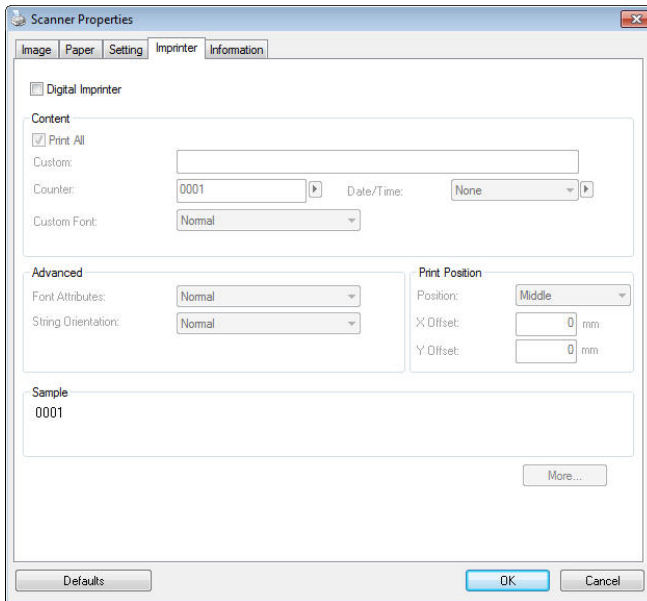 Scanner Properties
Image Paper Setting Imprinter Information
Digital Imprinter
Content
Print All
Custom:
Counter: 0001 Date/Time: None
Custom Font: Normal
Advanced
Font Attributes: Normal
String Orientation: Normal
Print Position
Position: Middle
X Offset: 0 mm
Y Offset: 0 mm
Sample
0001
More...
Defaults OK Cancel